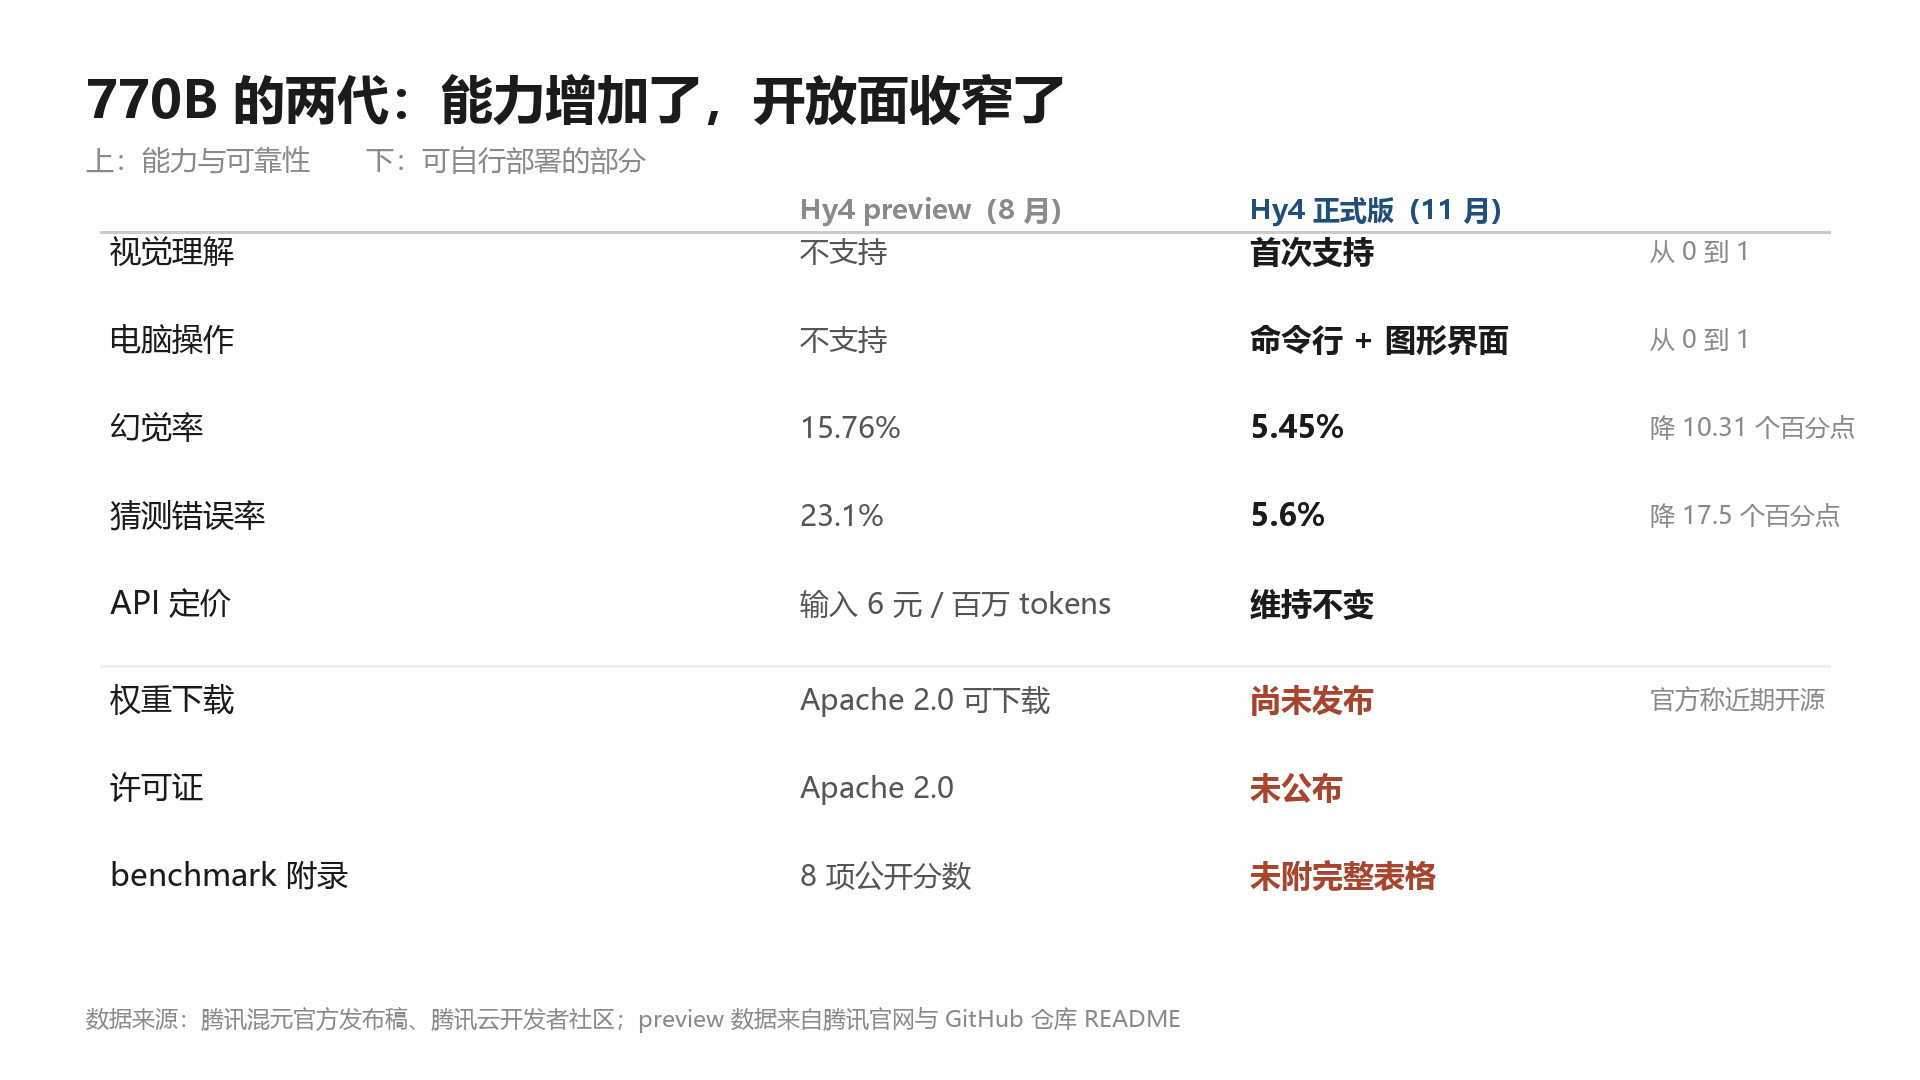 770B 的两代：能力增加了，开放面收窄了
上：能力与可靠性 下：可自行部署的部分
Hy4 preview（8 月） Hy4 正式版（11 月）
视觉理解 不支持 首次支持 从 0 到 1
电脑操作 不支持 命令行 + 图形界面 从 0 到 1
幻觉率 15.76% 5.45% 降 10.31 个百分点
猜测错误率 23.1% 5.6% 降 17.5 个百分点
API 定价 输入 6 元 / 百万 tokens 维持不变
权重下载 Apache 2.0 可下载 尚未发布 官方称近期开源
许可证 Apache 2.0 未公布
benchmark 附录 8 项公开分数 未附完整表格
数据来源：腾讯混元官方发布稿、腾讯云开发者社区；preview 数据来自腾讯官网与 GitHub 仓库 README